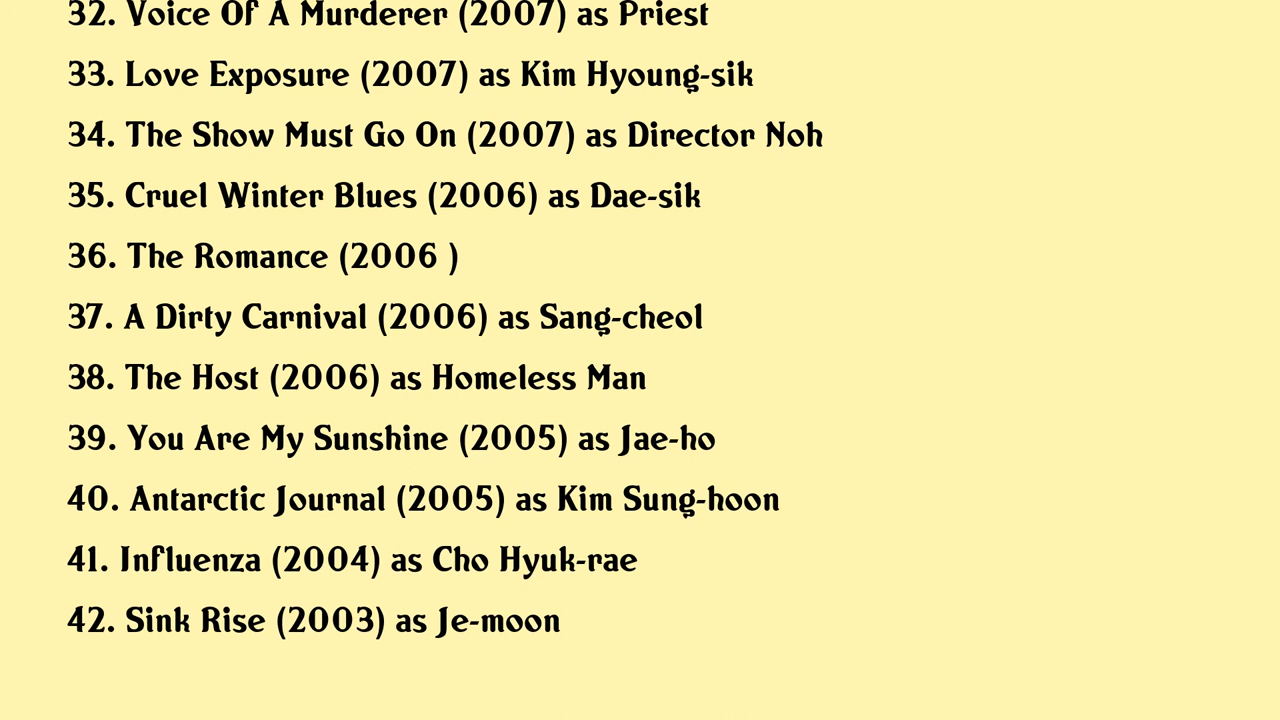 32. Voice Of A Murderer (2007) as Priest
33. Love Exposure (2007) as Kim Hyoung-sik
34. The Show Must Go On (2007) as Director Noh
35. Cruel Winter Blues (2006) as Dae-sik
36. The Romance (2006 )
37. A Dirty Carnival (2006) as Sang-cheol
38. The Host (2006) as Homeless Man
39. You Are My Sunshine (2005) as Jae-ho
40. Antarctic Journal (2005) as Kim Sung-hoon
41. Influenza (2004) as Cho Hyuk-rae
42. Sink Rise (2003) as Je-moon